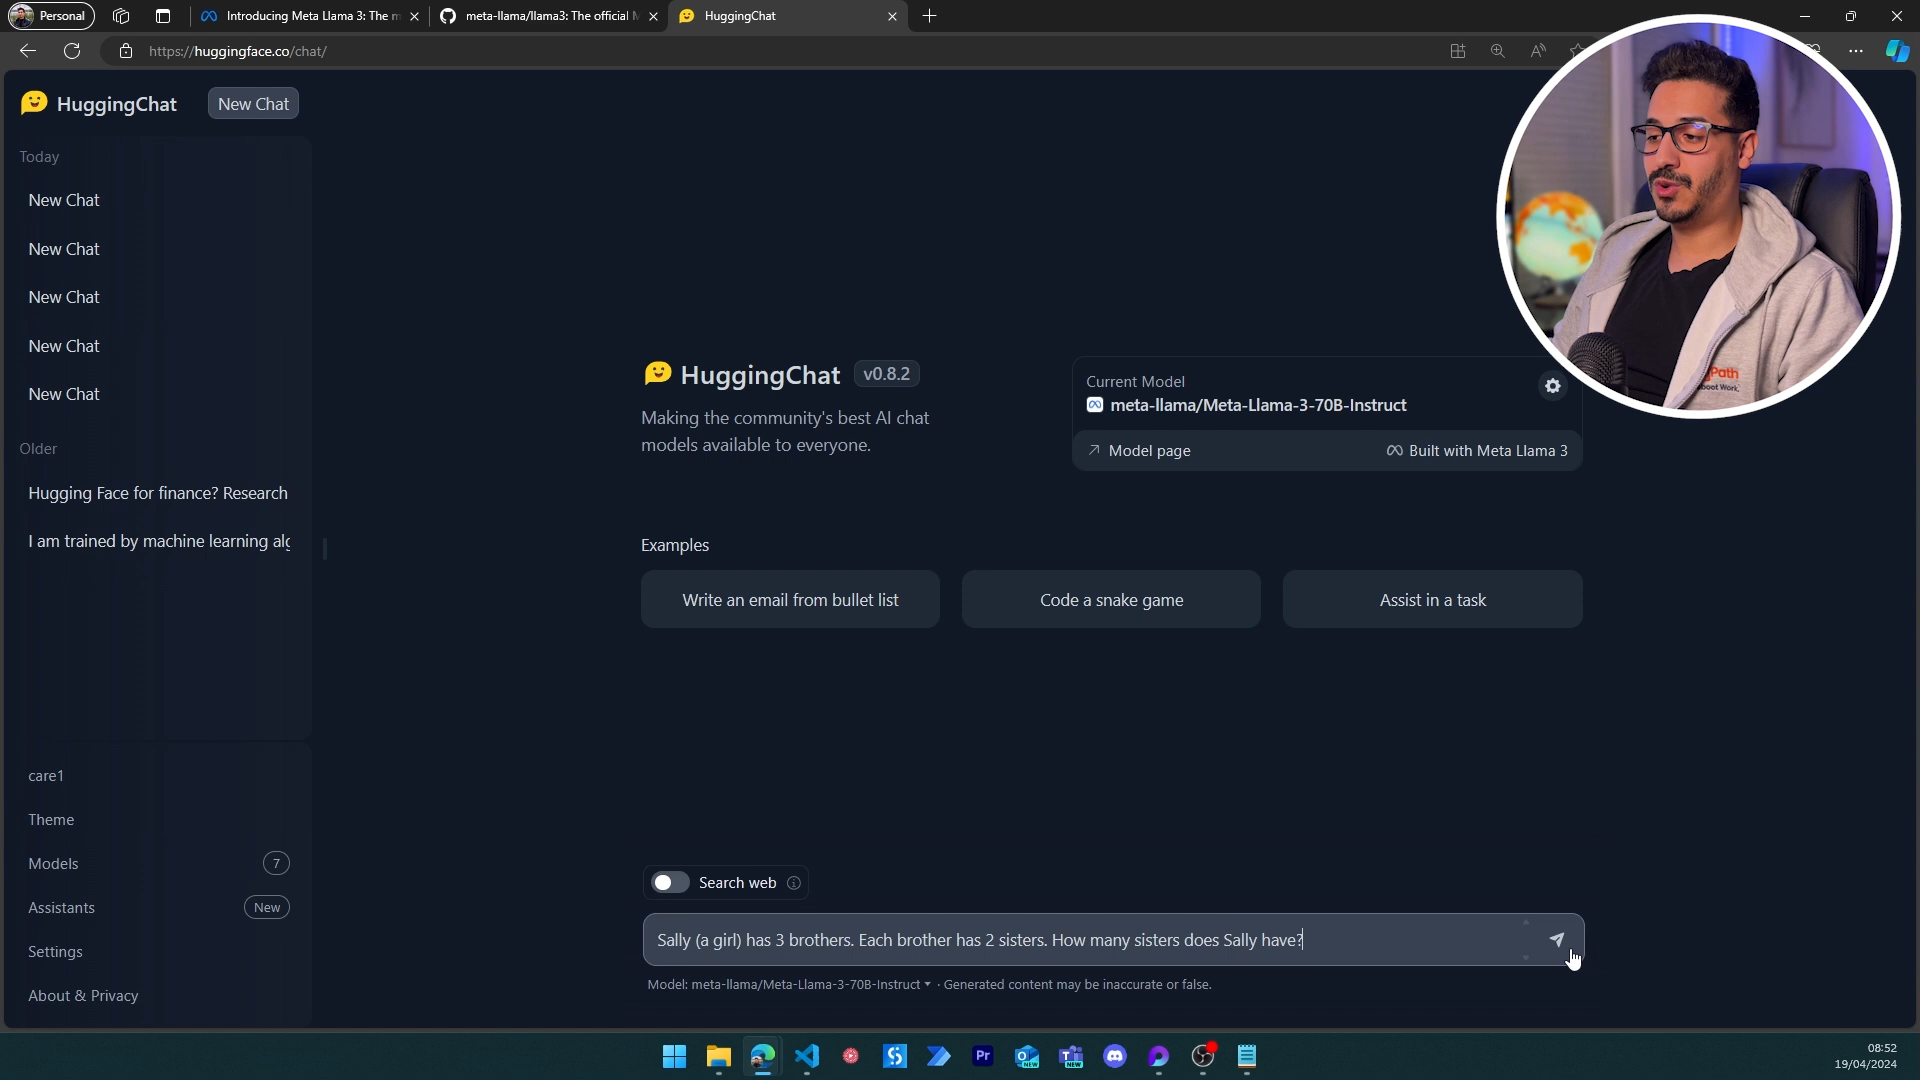 Personal
Introducing Meta Llama 3: The m
meta-llama/llama3: The official M
HuggingChat
https://huggingface.co/chat/
HuggingChat
New Chat
Today
New Chat
New Chat
New Chat
New Chat
New Chat
Older
Hugging Face for finance? Research
I am trained by machine learning alg
care1
Theme
Models
7
Assistants
New
Settings
About & Privacy
HuggingChat
v0.8.2
Making the community's best AI chat
models available to everyone.
Current Model
meta-llama/Meta-Llama-3-70B-Instruct
Model page
Built with Meta Llama 3
Examples
Write an email from bullet list
Code a snake game
Assist in a task
Search web
Sally (a girl) has 3 brothers. Each brother has 2 sisters. How many sisters does Sally have?
Model: meta-llama/Meta-Llama-3-70B-Instruct
· Generated content may be inaccurate or false.
Path
boot Work.
Pr
NEW
NEW
08:52
19/04/2024